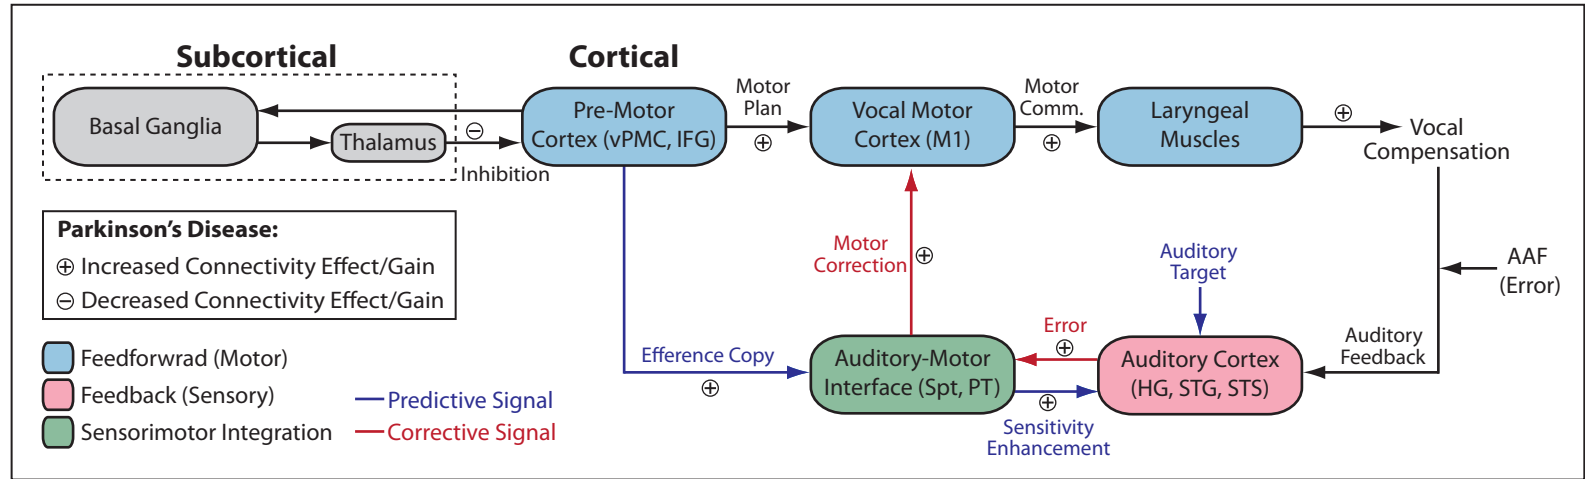 Subcortical
Cortical
Basal Ganglia
Thalamus
⊖
Inhibition
Pre-Motor
Cortex (vPMC, IFG)
Motor
Plan
⊕
Vocal Motor
Cortex (M1)
Motor
Comm.
⊕
Laryngeal
Muscles
⊕
Vocal
Compensation
Parkinson's Disease:
⊕ Increased Connectivity Effect/Gain
⊖ Decreased Connectivity Effect/Gain
Motor
Correction
⊕
Auditory
Target
AAF
(Error)
Feedforwrad (Motor)
Feedback (Sensory)
Sensorimotor Integration
Predictive Signal
Corrective Signal
Efference Copy
⊕
Auditory-Motor
Interface (Spt, PT)
Error
⊕
⊕
Sensitivity
Enhancement
Auditory Cortex
(HG, STG, STS)
Auditory
Feedback